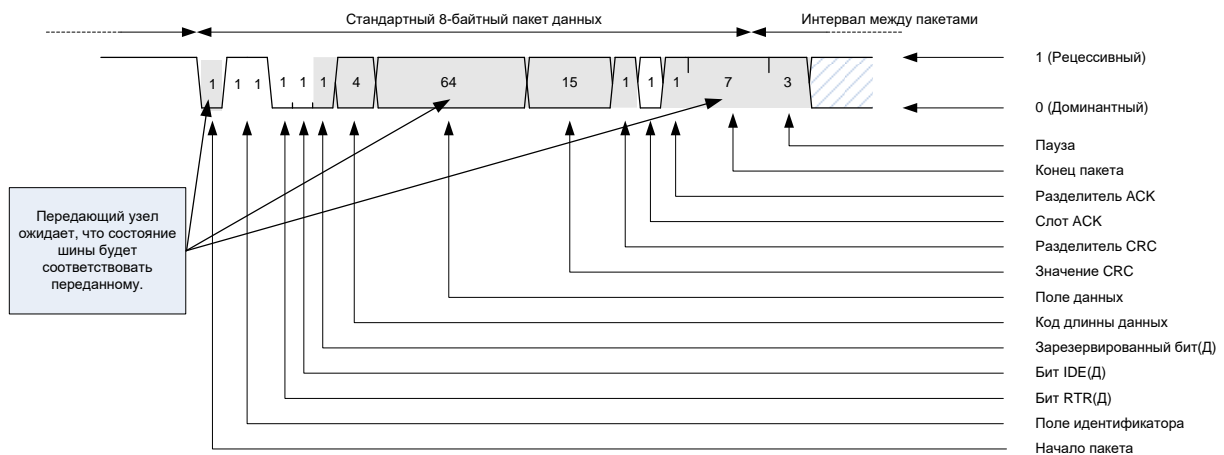 Стандартный 8-байтный пакет данных
Интервал между пакетами
1 1 1 1 1 1 4 64 15 1 1 1 7 3
1 (Рецессивный)
0 (Доминантный)
Пауза
Конец пакета
Разделитель ACK
Слот ACK
Разделитель CRC
Значение CRC
Поле данных
Код длинны данных
Зарезервированный бит(Д)
Бит IDE(Д)
Бит RTR(Д)
Поле идентификатора
Начало пакета
Передающий узел
ожидает, что состояние
шины будет
соответствовать
переданному.